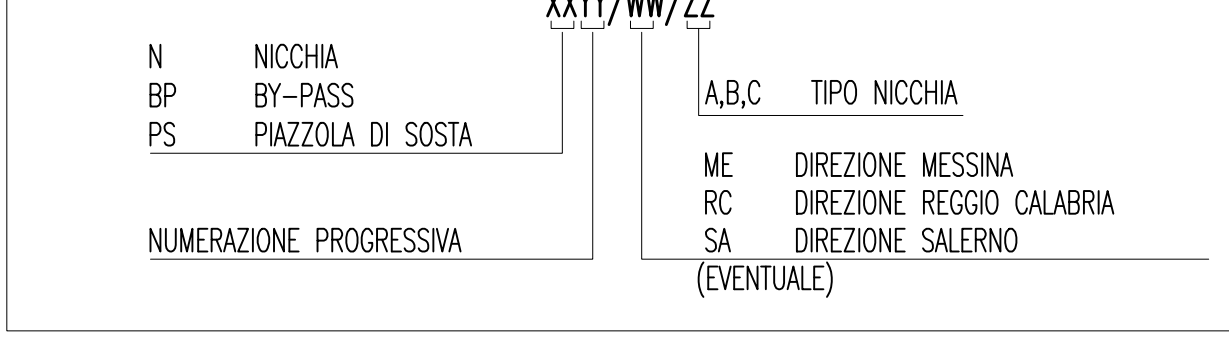 XXYY/WW/ZZ
N NICCHIA
BP BY-PASS
PS PIAZZOLA DI SOSTA
NUMERAZIONE PROGRESSIVA
A,B,C TIPO NICCHIA
ME DIREZIONE MESSINA
RC DIREZIONE REGGIO CALABRIA
SA DIREZIONE SALERNO
(EVENTUALE)